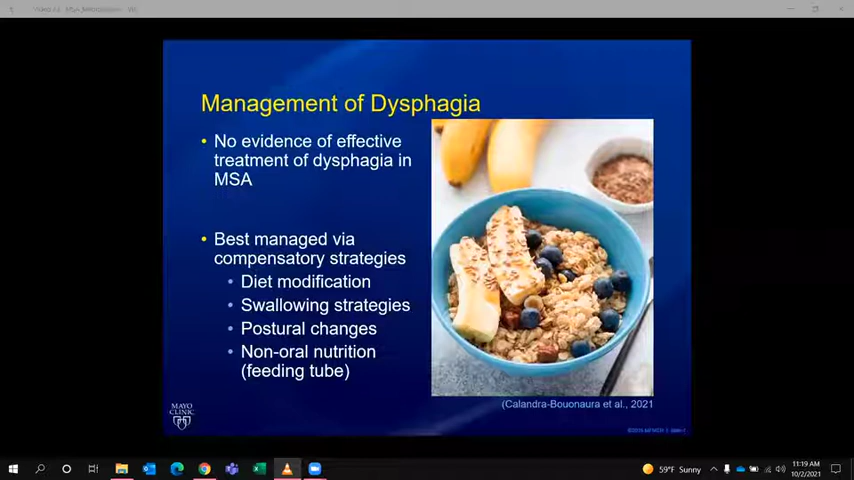 Management of Dysphagia
• No evidence of effective
treatment of dysphagia in
MSA
• Best managed via
compensatory strategies
• Diet modification
• Swallowing strategies
• Postural changes
• Non-oral nutrition
(feeding tube)
(Calandra-Bouonaura et al., 2021
MAYO
CLINIC
59°F Sunny
11:19 AM
10/2/2021